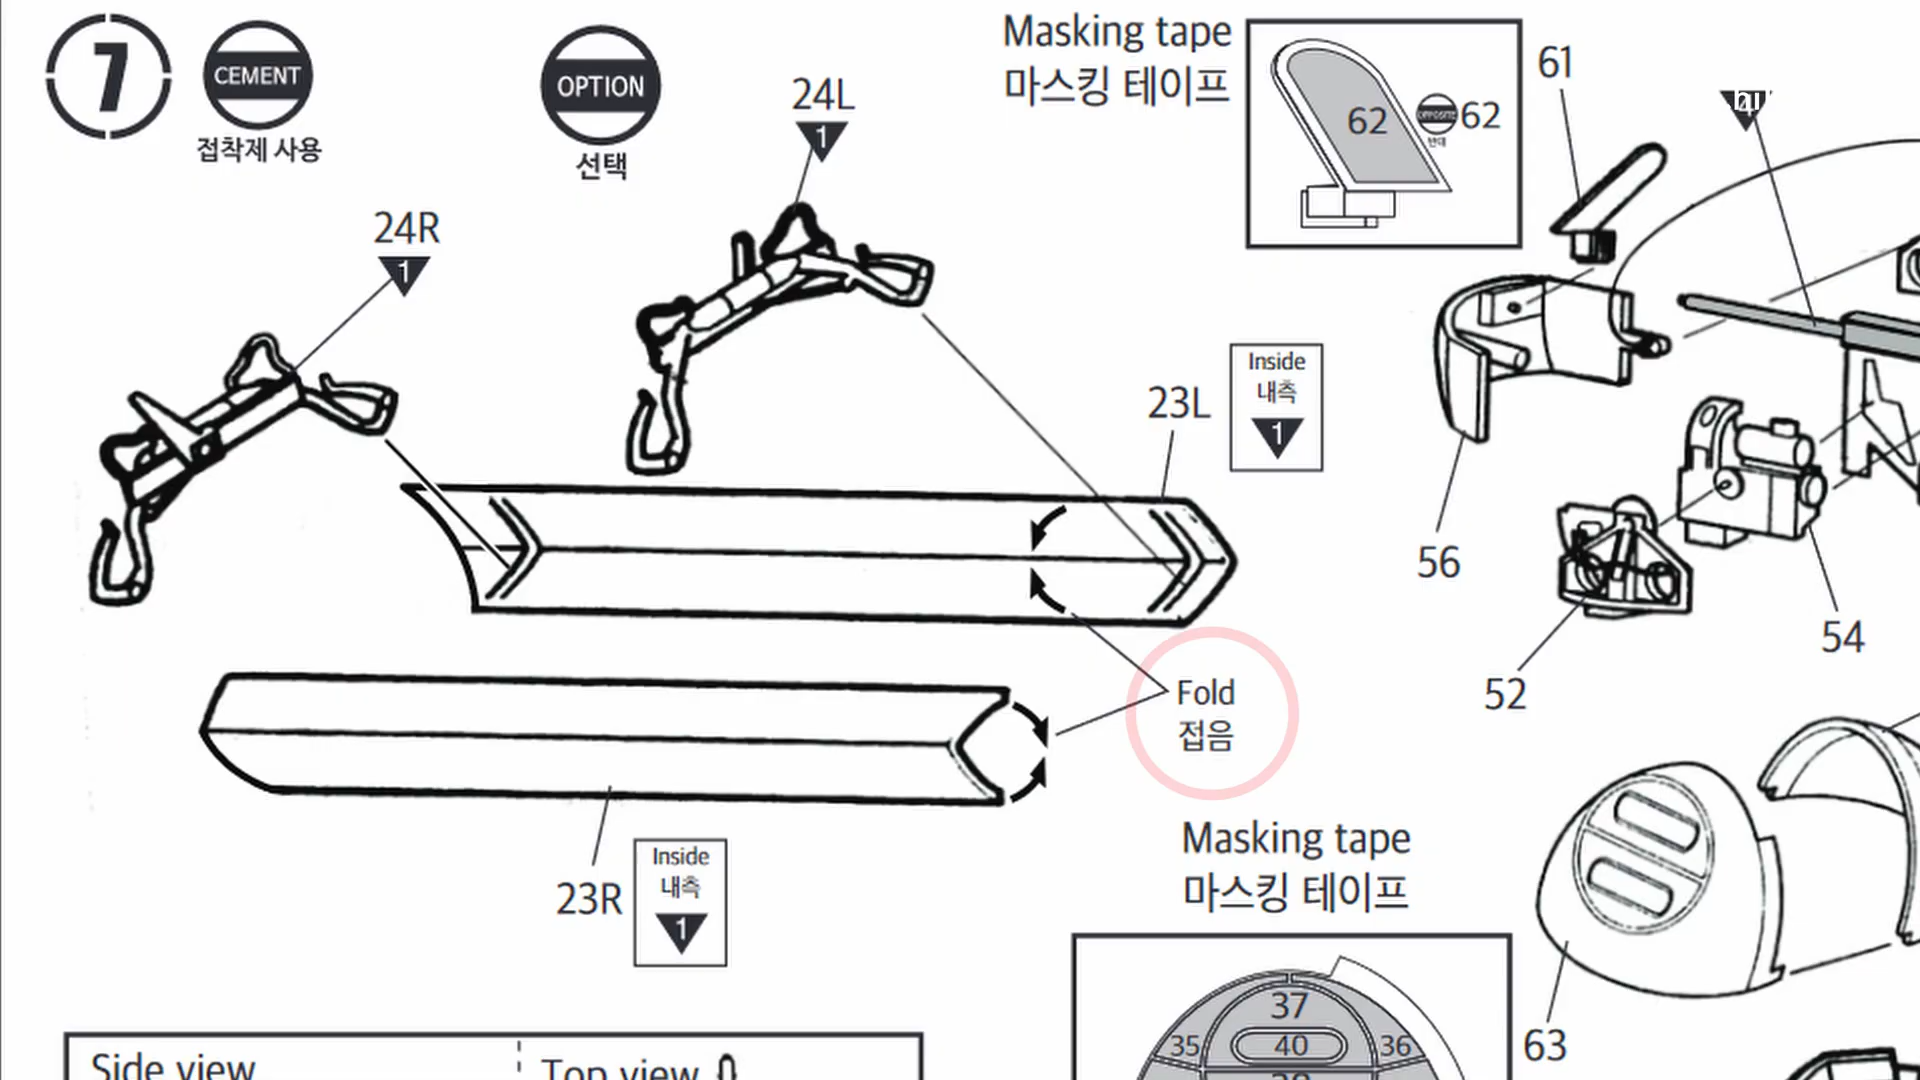 7
CEMENT
접착제 사용
OPTION
선택
24L
1
24R
1
Masking tape
마스킹 테이프
62
OPPOSITE
반대
62
61
23L
Inside
내측
1
56
54
52
Fold
접음
23R
Inside
내측
1
Masking tape
마스킹 테이프
37
35
40
36
63
Side view
Top view